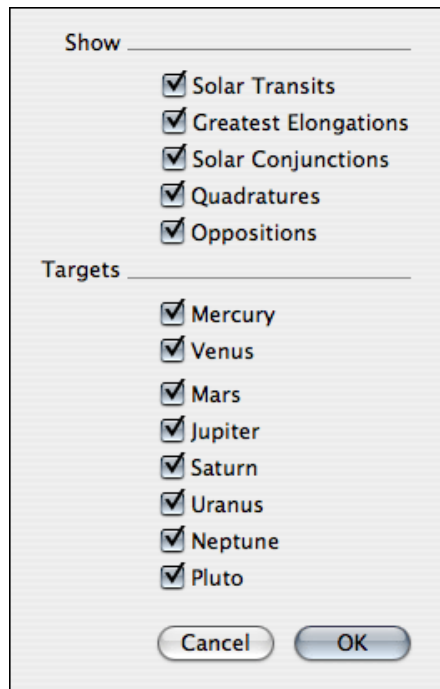 Show
Solar Transits
Greatest Elongations
Solar Conjunctions
Quadratures
Oppositions
Targets
Mercury
Venus
Mars
Jupiter
Saturn
Uranus
Neptune
Pluto
Cancel OK